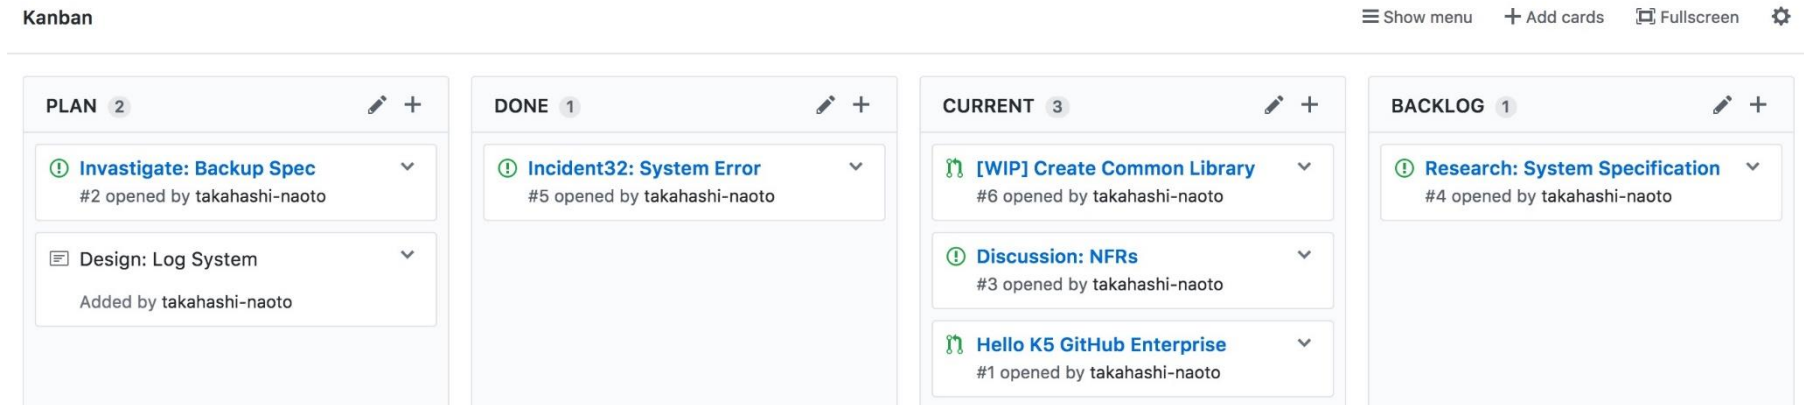 Kanban
Show menu
Add cards
Fullscreen
PLAN 2
Invastigate: Backup Spec
#2 opened by takahashi-naoto
Design: Log System
Added by takahashi-naoto
DONE 1
Incident32: System Error
#5 opened by takahashi-naoto
CURRENT 3
[WIP] Create Common Library
#6 opened by takahashi-naoto
Discussion: NFRs
#3 opened by takahashi-naoto
Hello K5 GitHub Enterprise
#1 opened by takahashi-naoto
BACKLOG 1
Research: System Specification
#4 opened by takahashi-naoto